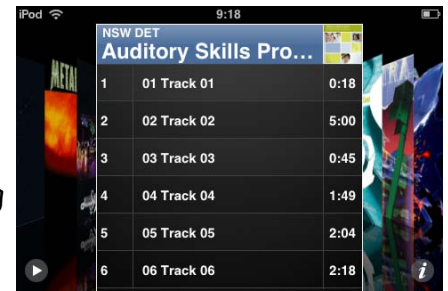 iPod 9:18
NSW DET
Auditory Skills Pro...
1 01 Track 01 0:18
2 02 Track 02 5:00
3 03 Track 03 0:45
4 04 Track 04 1:49
5 05 Track 05 2:04
6 06 Track 06 2:18
i